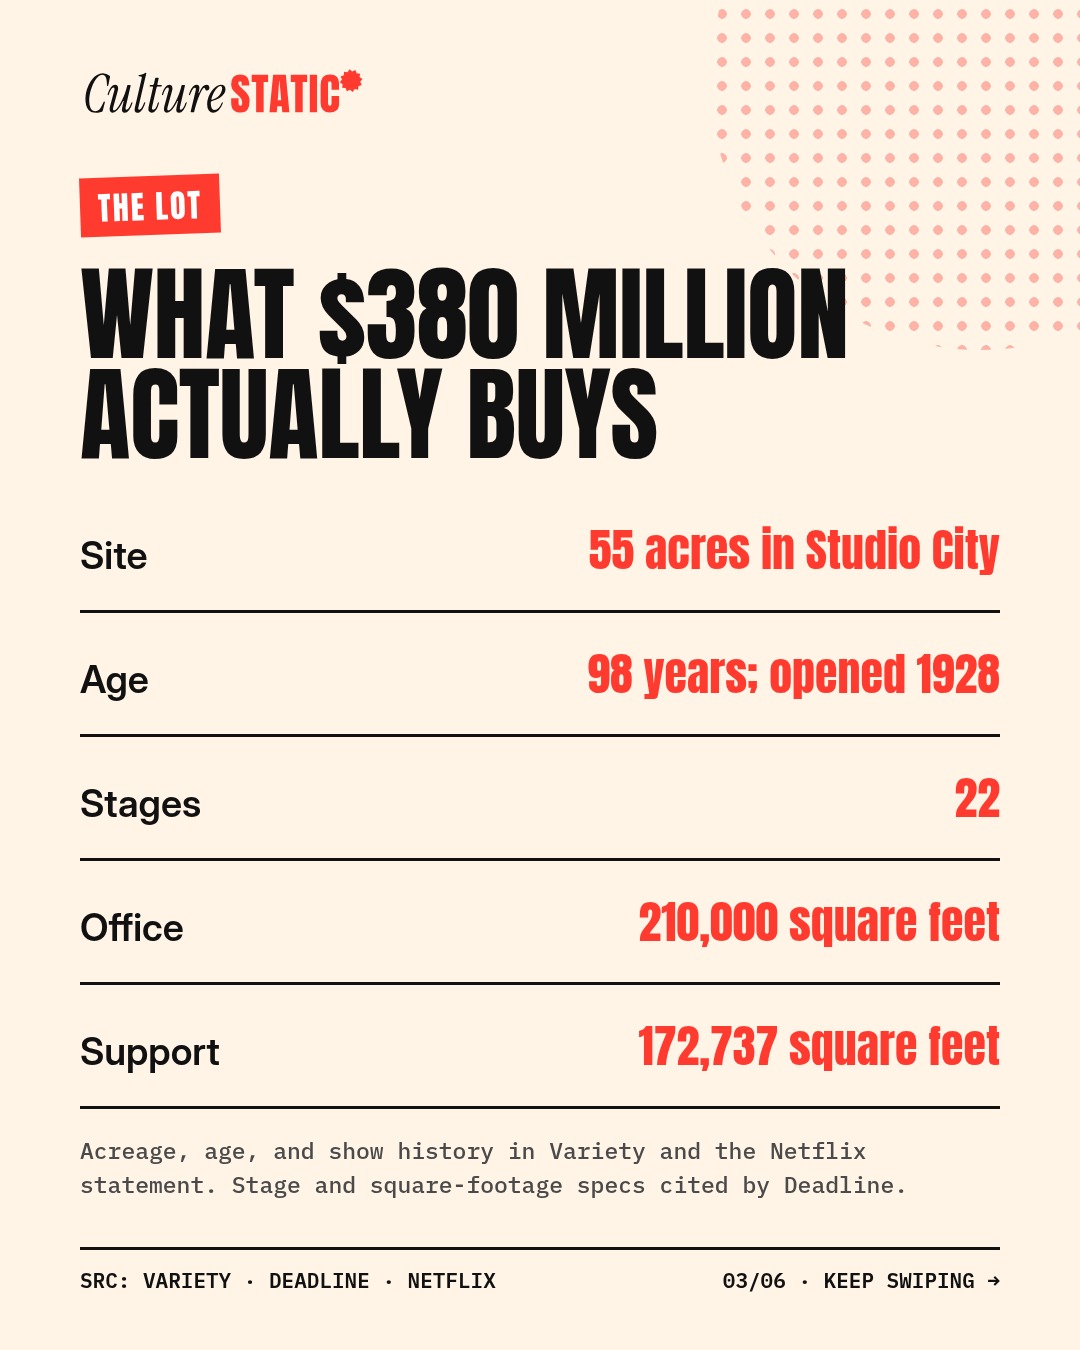 Culture STATIC
THE LOT
WHAT $380 MILLION
ACTUALLY BUYS
Site 55 acres in Studio City
Age 98 years; opened 1928
Stages 22
Office 210,000 square feet
Support 172,737 square feet
Acreage, age, and show history in Variety and the Netflix
statement. Stage and square-footage specs cited by Deadline.
SRC: VARIETY · DEADLINE · NETFLIX 03/06 · KEEP SWIPING →